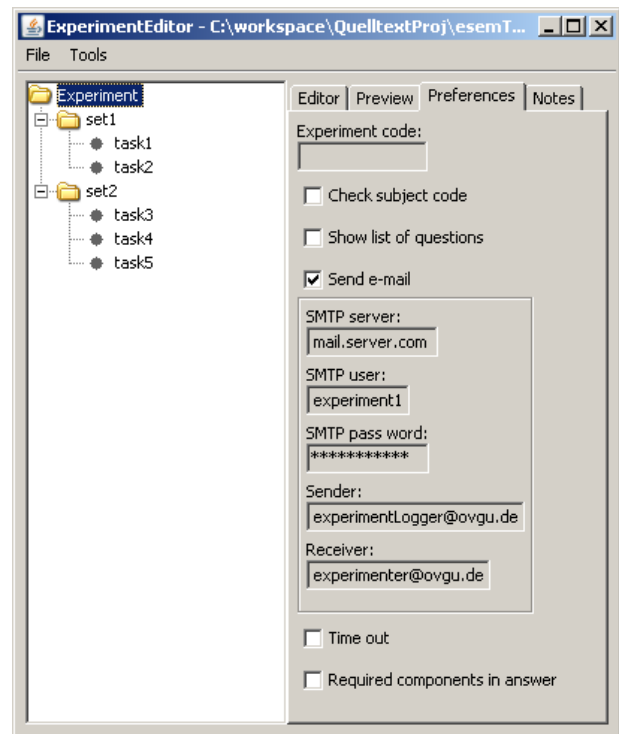 ExperimentEditor - C:\workspace\QuelltextProj\esemT...
File Tools
Experiment
set1
task1
task2
set2
task3
task4
task5
Editor Preview Preferences Notes
Experiment code:
Check subject code
Show list of questions
Send e-mail
SMTP server:
mail.server.com
SMTP user:
experiment1
SMTP pass word:
***********
Sender:
experimentLogger@ovgu.de
Receiver:
experimenter@ovgu.de
Time out
Required components in answer